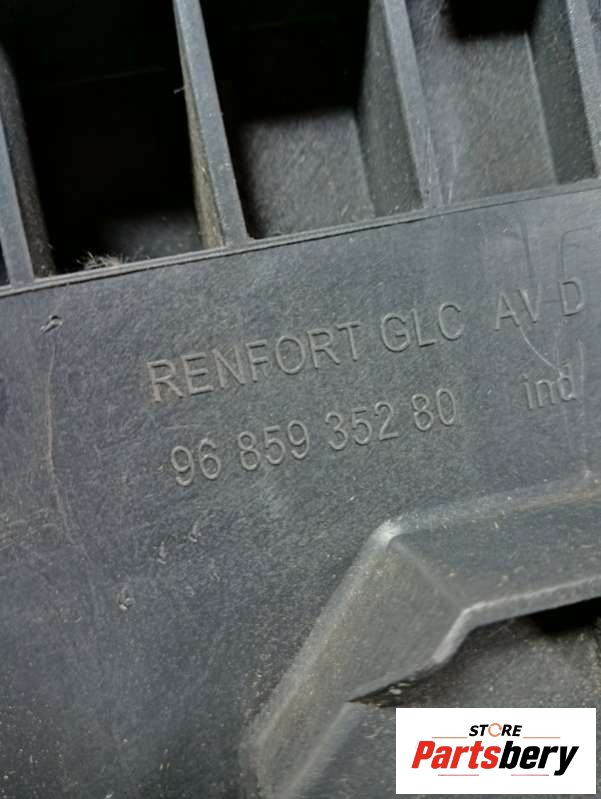 RENFORT GLC AV D
96 859 352 80 ind
STORE
Partsbery